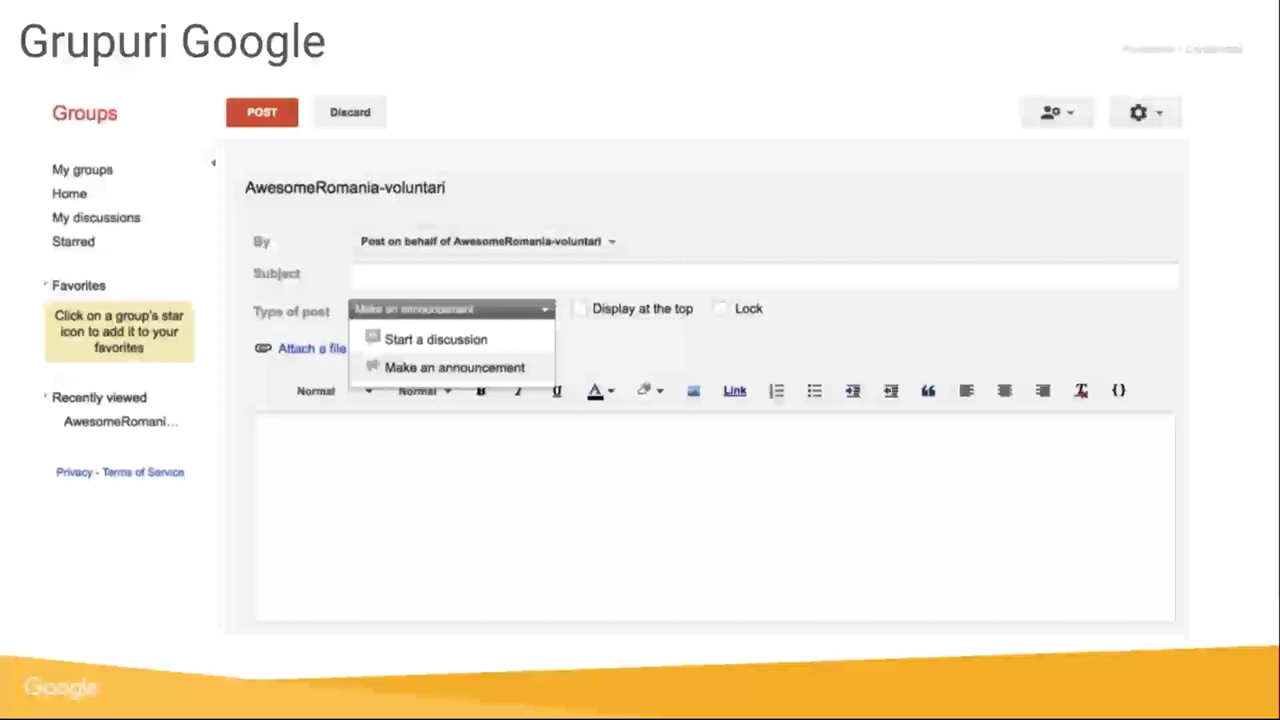 Grupuri Google
Groups
POST
Discard
My groups
Home
My discussions
Starred
Favorites
Click on a group's star
icon to add it to your
favorites
Recently viewed
AwesomeRomani...
Privacy - Terms of Service
AwesomeRomania-voluntari
By
Post on behalf of AwesomeRomania-voluntari
Subject
Type of post
Make an announcement
Display at the top
Lock
Start a discussion
Make an announcement
Attach a file
Normal Normal B I U A Link {}
Google